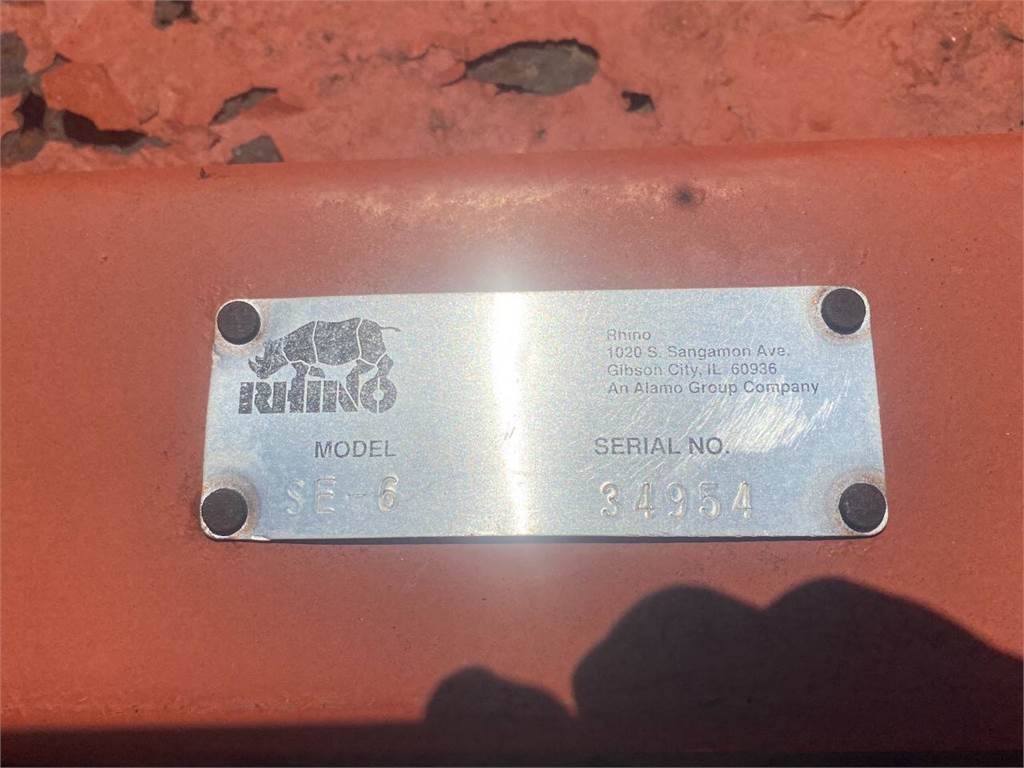 RHINO
Rhino
1020 S. Sangamon Ave.
Gibson City, IL 60936
An Alamo Group Company
MODEL
SERIAL NO.
SE-6
34954